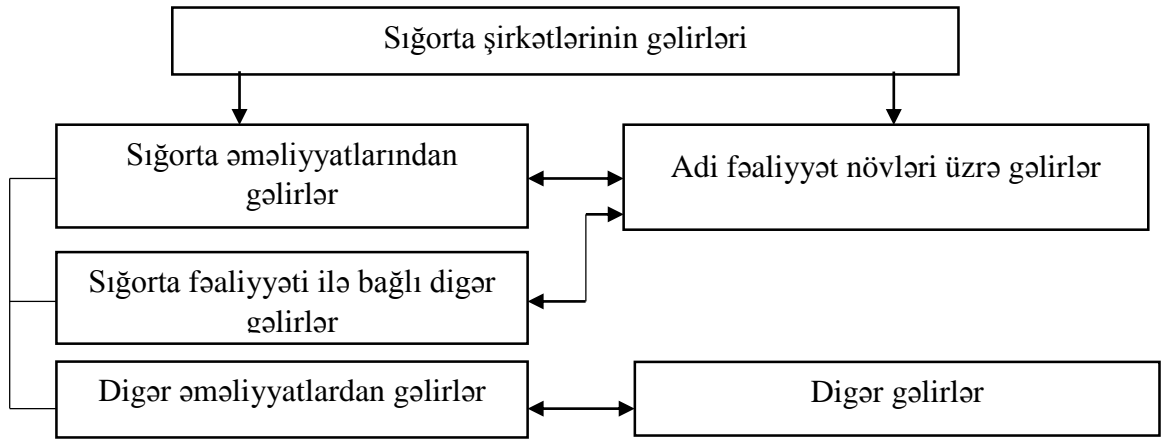 Sığorta şirkətlərinin gəlirləri
Sığorta əməliyyatlarından
gəlirlər
Adi fəaliyyət növləri üzrə gəlirlər
Sığorta fəaliyyəti ilə bağlı digər
gəlirlər
Digər əməliyyatlardan gəlirlər
Digər gəlirlər